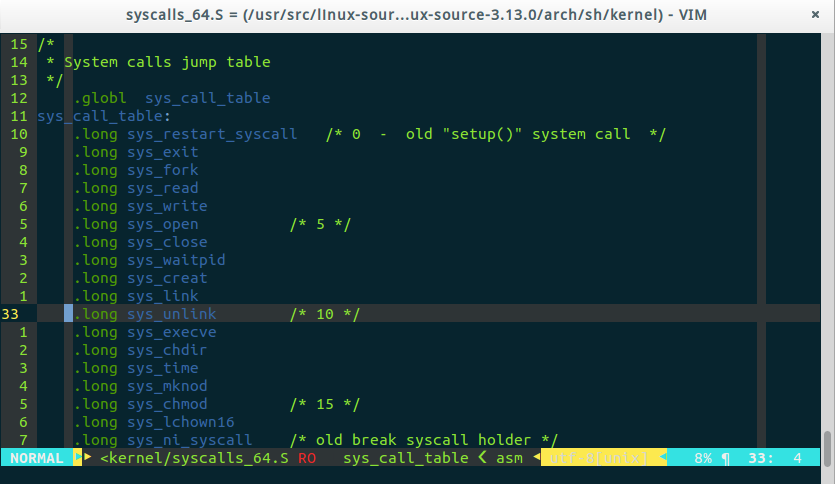 syscalls_64.S = (/usr/src/linux-sour...ux-source-3.13.0/arch/sh/kernel) - VIM ×
15 /*
14  * System calls jump table
13  */
12     .globl  sys_call_table
11 sys_call_table:
10     .long sys_restart_syscall   /* 0  -  old "setup()" system call  */
9     .long sys_exit
8     .long sys_fork
7     .long sys_read
6     .long sys_write
5     .long sys_open          /* 5 */
4     .long sys_close
3     .long sys_waitpid
2     .long sys_creat
1     .long sys_link
33     .long sys_unlink        /* 10 */
1     .long sys_execve
2     .long sys_chdir
3     .long sys_time
4     .long sys_mknod
5     .long sys_chmod         /* 15 */
6     .long sys_lchown16
7     .long sys_ni_syscall    /* old break syscall holder */
NORMAL <kernel/syscalls_64.S RO sys_call_table < asm utf-8[unix] 8% ¶ 33: 4